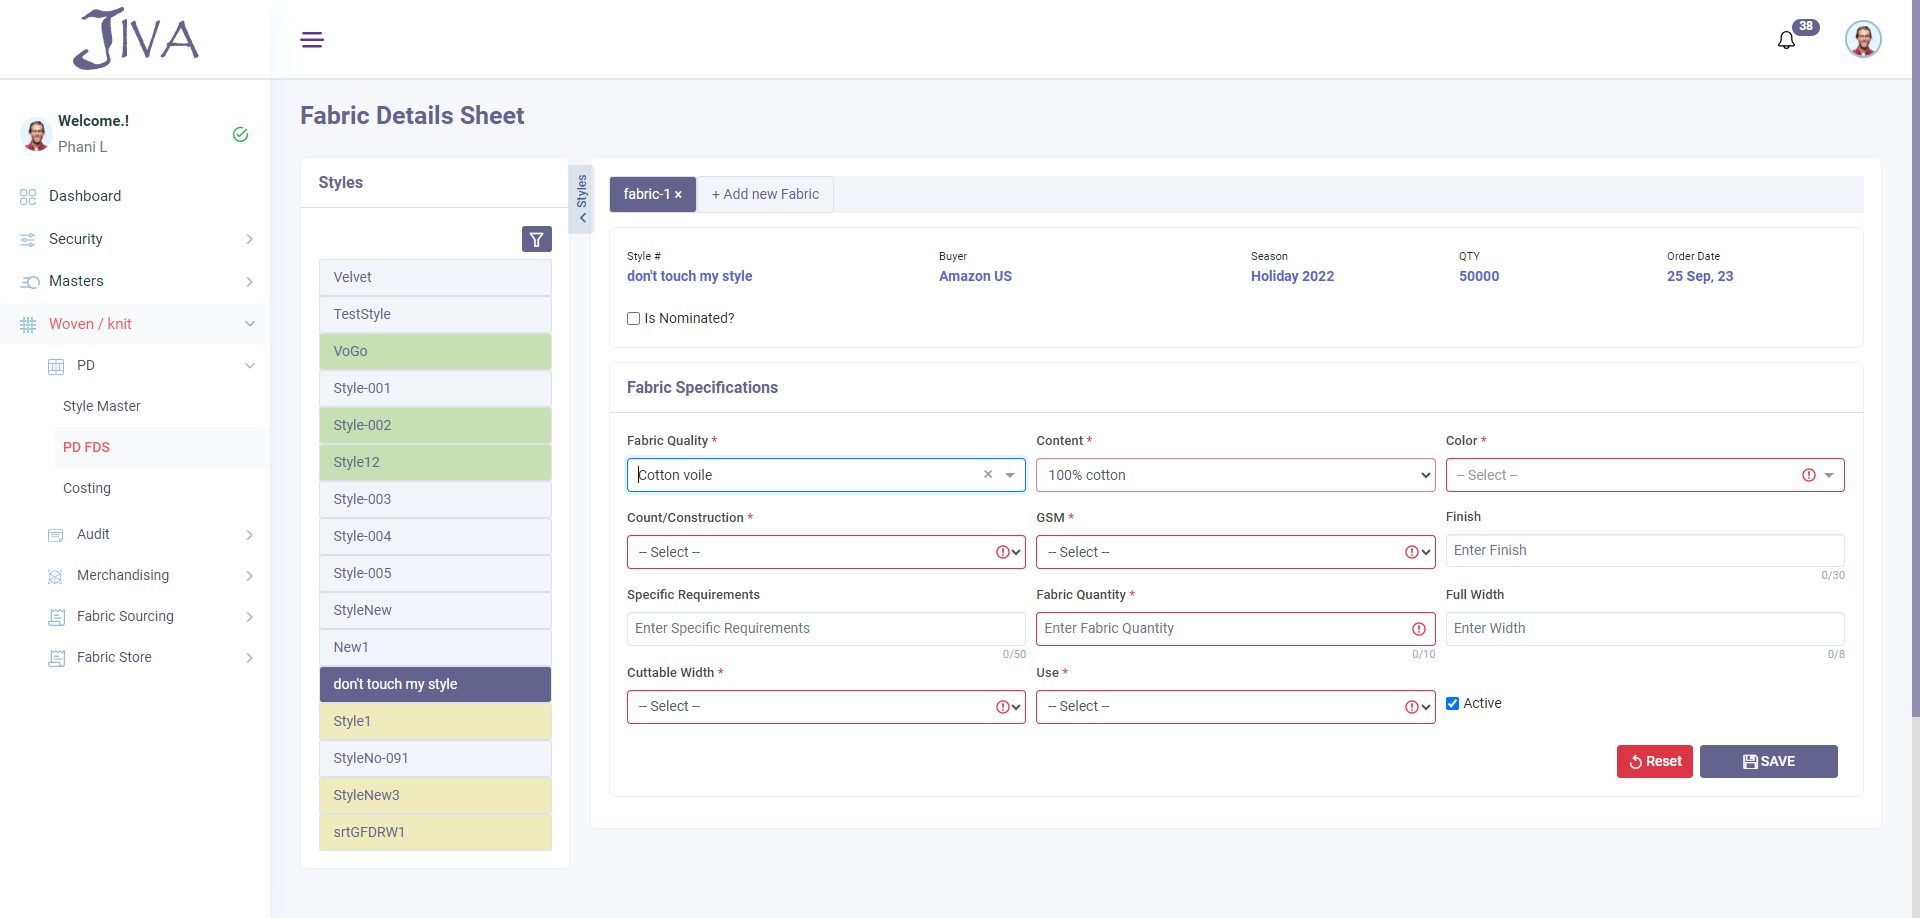 JIVA
38
Welcome.!
Phani L
Dashboard
Security
Masters
Woven / knit
PD
Style Master
PD FDS
Costing
Audit
Merchandising
Fabric Sourcing
Fabric Store
Fabric Details Sheet
Styles
Velvet
TestStyle
VoGo
Style-001
Style-002
Style12
Style-003
Style-004
Style-005
StyleNew
New1
don't touch my style
Style1
StyleNo-091
StyleNew3
srtGFDRW1
Styles
fabric-1 ×
+ Add new Fabric
Style # Buyer Season QTY Order Date
don't touch my style Amazon US Holiday 2022 50000 25 Sep, 23
Is Nominated?
Fabric Specifications
Fabric Quality * Content * Color *
Cotton voile × 100% cotton -- Select --
Count/Construction * GSM * Finish
-- Select -- -- Select -- Enter Finish
0/30
Specific Requirements Fabric Quantity * Full Width
Enter Specific Requirements Enter Fabric Quantity Enter Width
0/50 0/10 0/8
Cuttable Width * Use *
-- Select -- -- Select -- Active
Reset SAVE